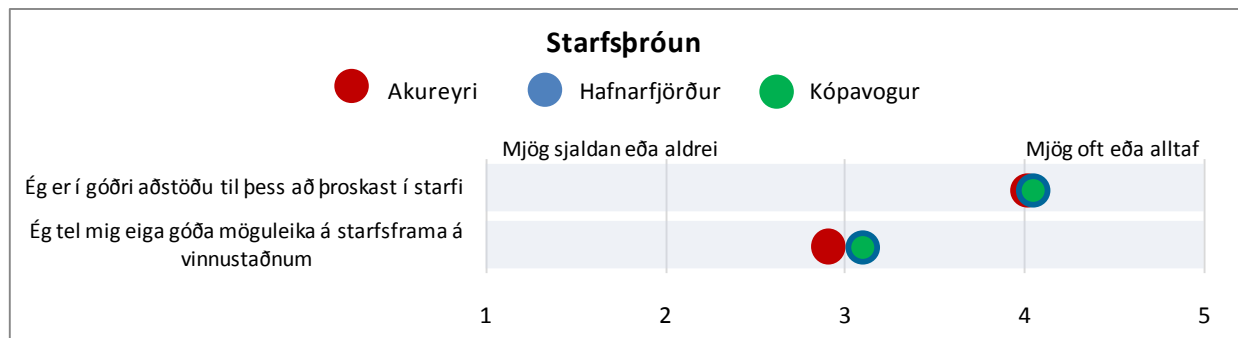 Starfsþróun
Akureyri Hafnarfjörður Kópavogur
Mjög sjaldan eða aldrei Mjög oft eða alltaf
Ég er í góðri aðstöðu til þess að þroskast í starfi
Ég tel mig eiga góða möguleika á starfsframa á
vinnustaðnum
1 2 3 4 5